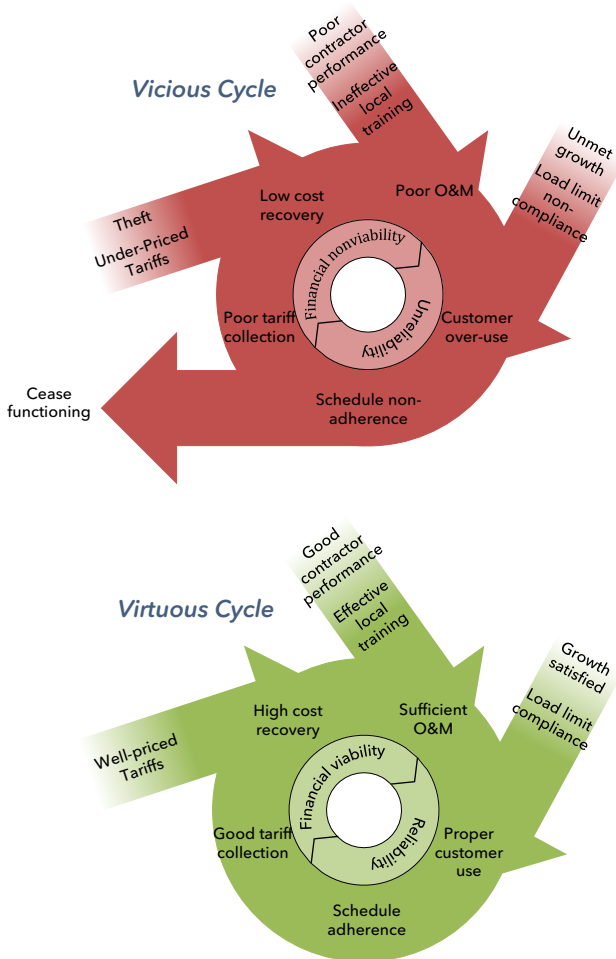 Vicious Cycle
Poor
contractor
performance
Ineffective
local
training
Unmet
growth
Load limit
non-
compliance
Theft
Under-Priced
Tariffs
Low cost
recovery
Poor O&M
Financial nonviability
Unreliability
Poor tariff
collection
Customer
over-use
Schedule non-
adherence
Cease
functioning
Virtuous Cycle
Good
contractor
performance
Effective
local
training
Growth
satisfied
Load limit
compliance
Well-priced
Tariffs
High cost
recovery
Sufficient
O&M
Financial viability
Reliability
Good tariff
collection
Proper
customer
use
Schedule
adherence